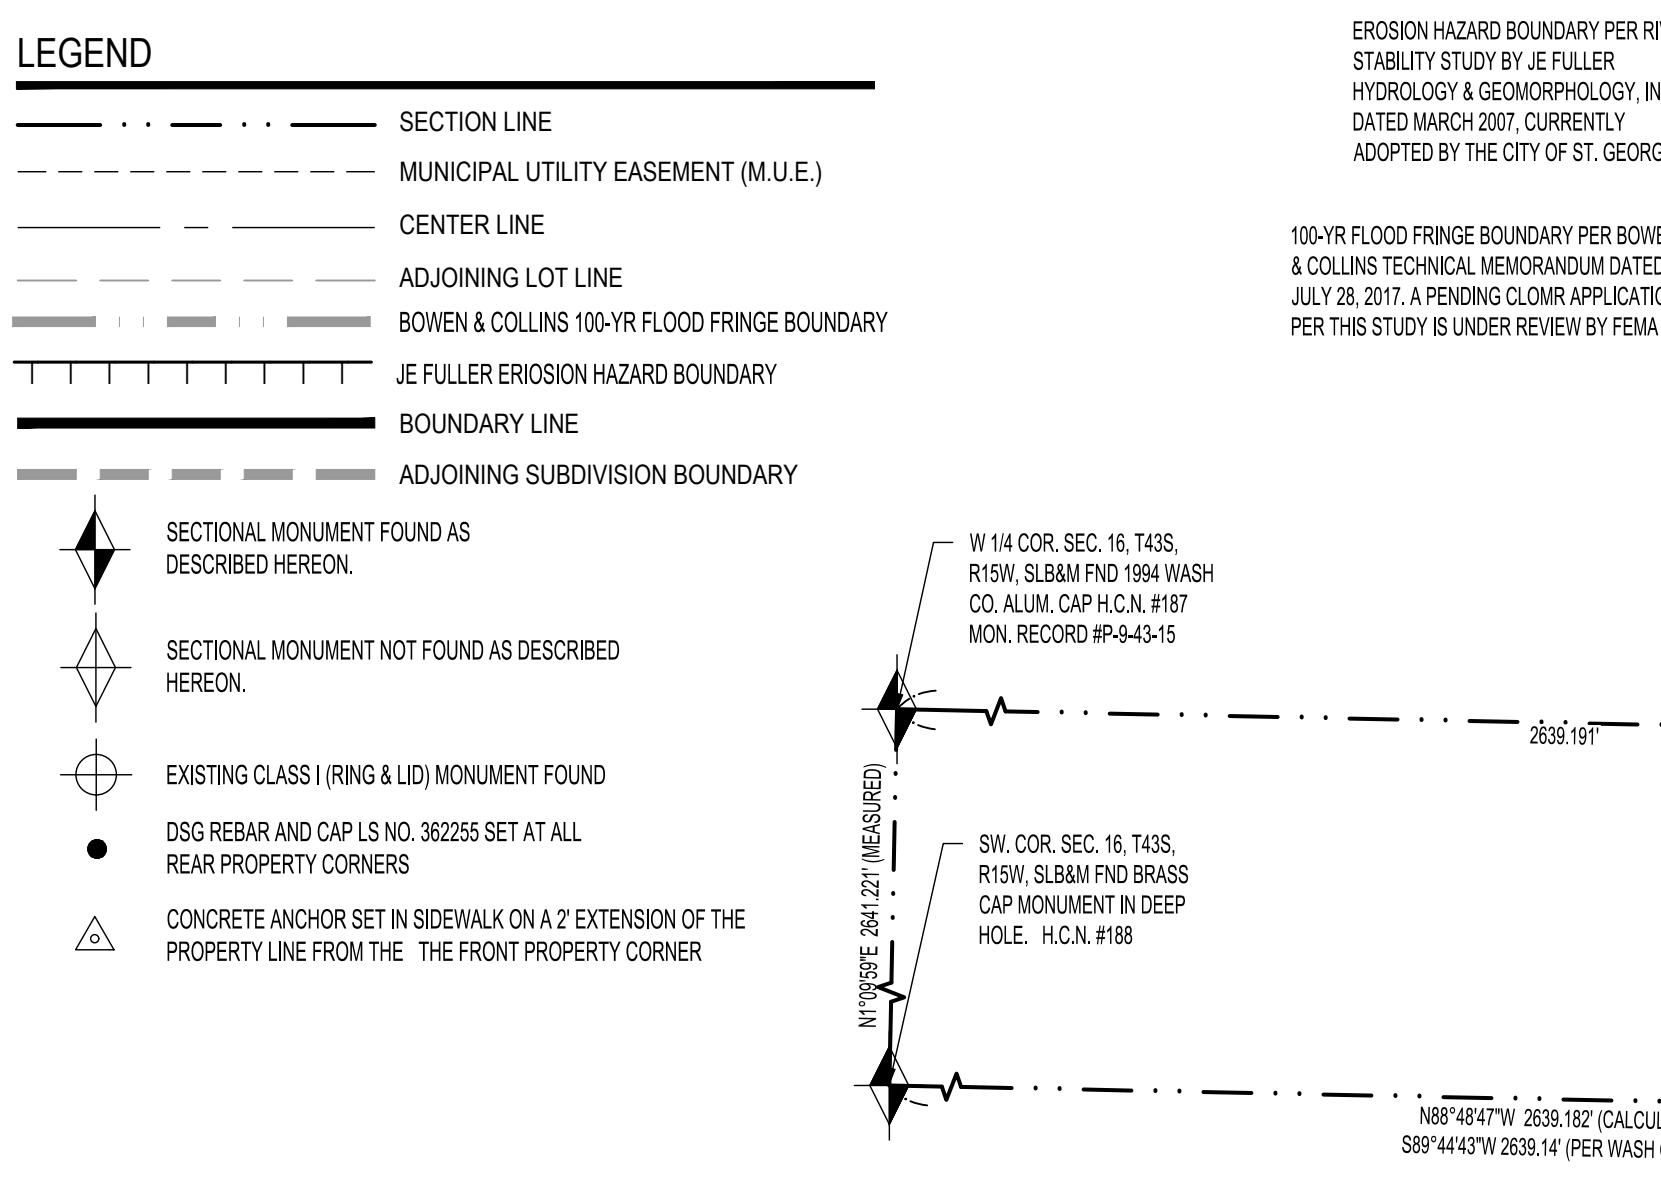 LEGEND
SECTION LINE
MUNICIPAL UTILITY EASEMENT (M.U.E.)
CENTER LINE
ADJOINING LOT LINE
BOWEN & COLLINS 100-YR FLOOD FRINGE BOUNDARY
JE FULLER ERIOSION HAZARD BOUNDARY
BOUNDARY LINE
ADJOINING SUBDIVISION BOUNDARY
SECTIONAL MONUMENT FOUND AS
DESCRIBED HEREON.
SECTIONAL MONUMENT NOT FOUND AS DESCRIBED
HEREON.
EXISTING CLASS I (RING & LID) MONUMENT FOUND
DSG REBAR AND CAP LS NO. 362255 SET AT ALL
REAR PROPERTY CORNERS
CONCRETE ANCHOR SET IN SIDEWALK ON A 2' EXTENSION OF THE
PROPERTY LINE FROM THE THE FRONT PROPERTY CORNER
EROSION HAZARD BOUNDARY PER
STABILITY STUDY BY JE FULLER
HYDROLOGY & GEOMORPHOLOGY,
DATED MARCH 2007, CURRENTLY
ADOPTED BY THE CITY OF ST.
100-YR FLOOD FRINGE BOUNDARY PER
& COLLINS TECHNICAL MEMORANDUM DATED
JULY 28, 2017. A PENDING CLOMR
PER THIS STUDY IS UNDER REVIEW BY FEMA
W 1/4 COR. SEC. 16, T43S,
R15W, SLB&M FND 1994 WASH
CO. ALUM. CAP H.C.N. #187
MON. RECORD #P-9-43-15
2639.191'
N1°09'59"E 2641.221' (MEASURED)
SW. COR. SEC. 16, T43S,
R15W, SLB&M FND BRASS
CAP MONUMENT IN DEEP
HOLE. H.C.N. #188
N88°48'47"W 2639.182'
S89°44'43"W 2639.14' (PER WASH